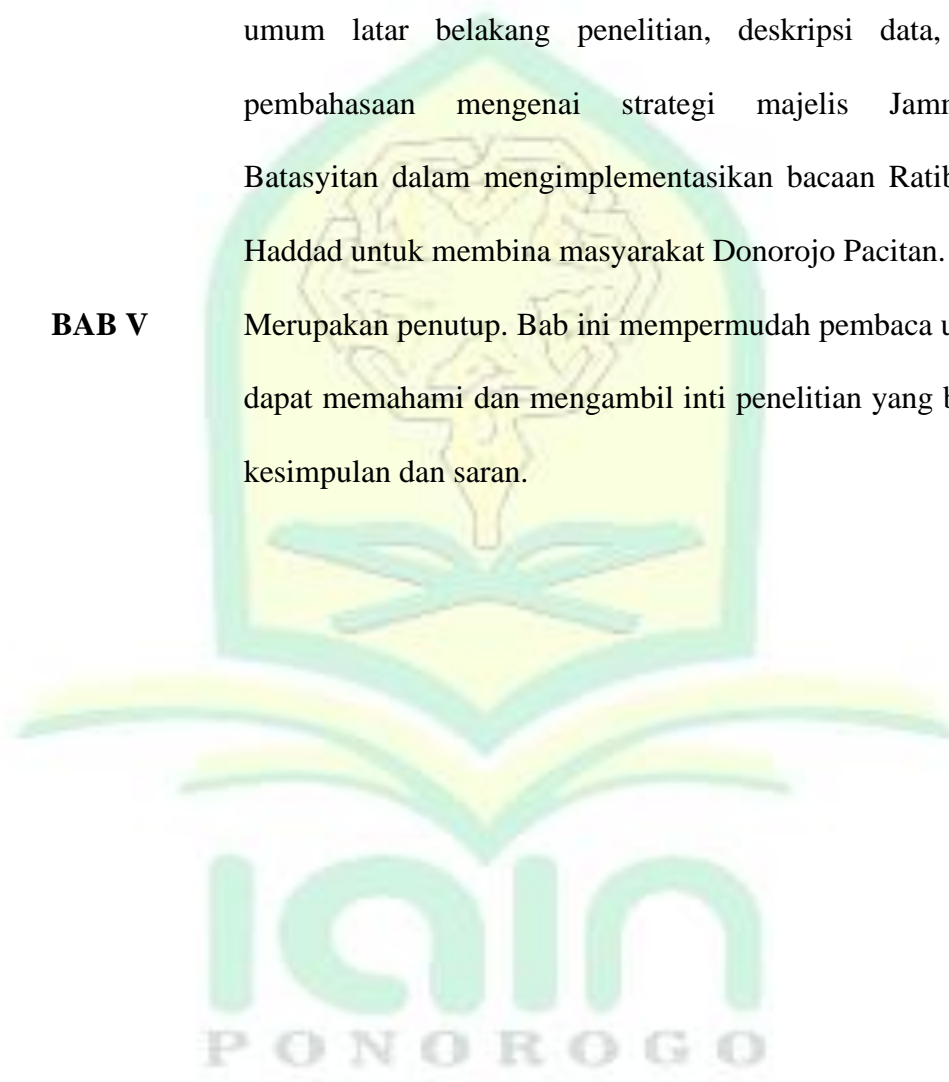 umum latar belakang penelitian, deskripsi data,
pembahasaan mengenai strategi majelis
Batasyitan dalam mengimplementasikan bacaan
Haddad untuk membina masyarakat Donorojo Pacitan.
BAB V Merupakan penutup. Bab ini mempermudah pembaca
dapat memahami dan mengambil inti penelitian yang
kesimpulan dan saran.
iain
PONOROGO